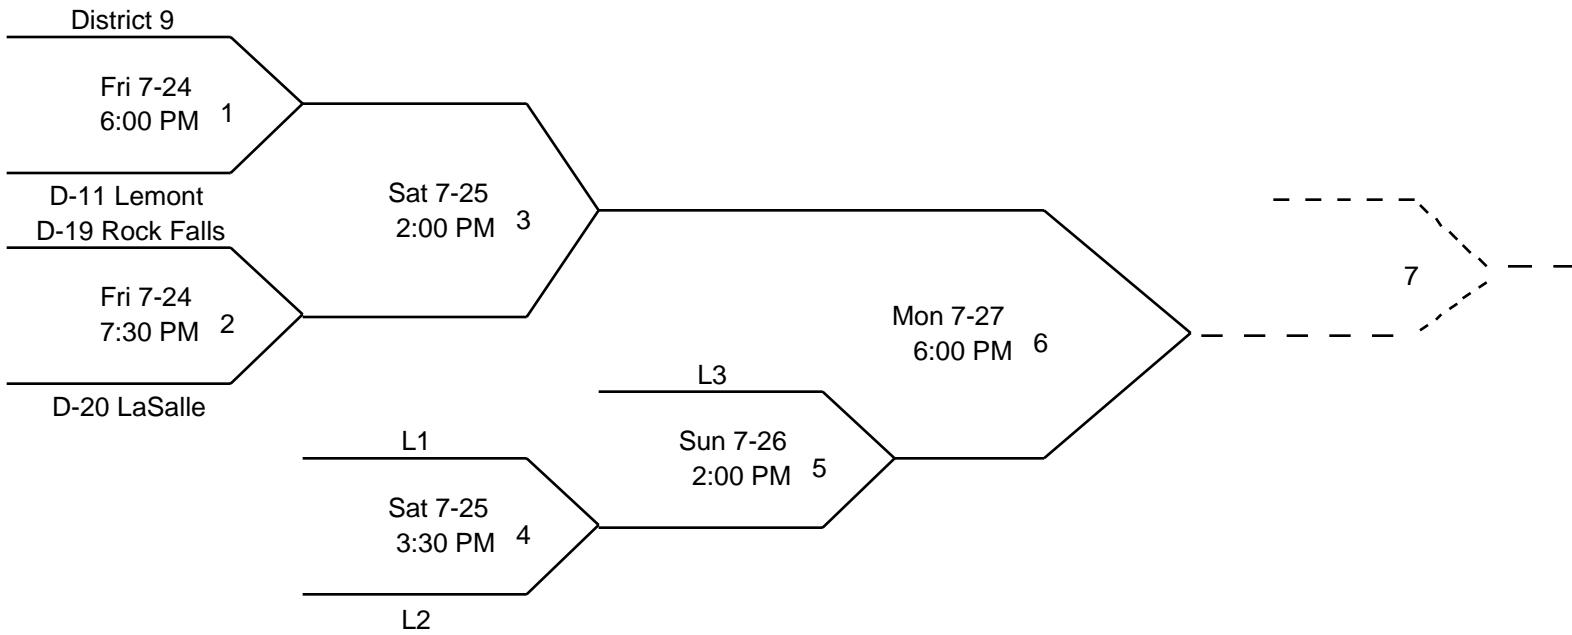 District 9
Fri 7-24
6:00 PM 1
D-11 Lemont
D-19 Rock Falls
Fri 7-24
7:30 PM 2
D-20 LaSalle
Sat 7-25
2:00 PM 3
L1
Sat 7-25
3:30 PM 4
L2
L3
Sun 7-26
2:00 PM 5
Mon 7-27
6:00 PM 6
7